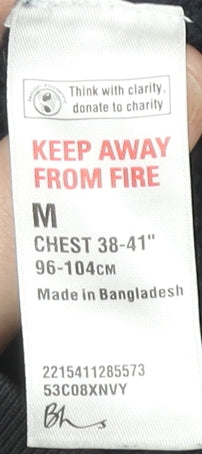 Think with clarity,
donate to charity
KEEP AWAY
FROM FIRE
M
CHEST 38-41"
96-104CM
Made in Bangladesh
2215411285573
53C08XNVY